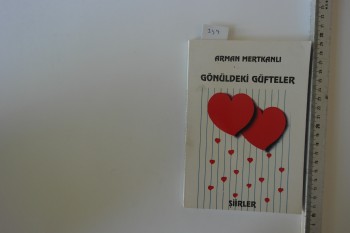 ARMAN MERTKANLI
GÖNÜLDEKİ GÜFTELER
ŞİİRLER